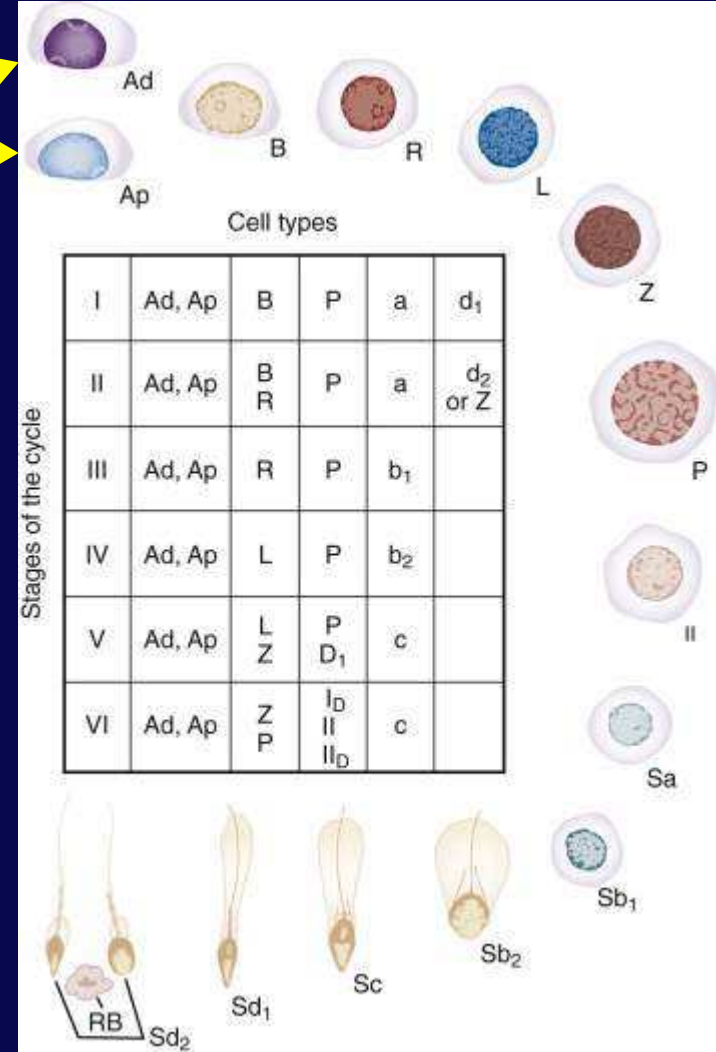 Ad
B
R
Ap
L
Z
Cell types
Stages of the cycle
I Ad, Ap B P a d₁
II Ad, Ap B R P a d₂ or Z
III Ad, Ap R P b₁
IV Ad, Ap L P b₂
V Ad, Ap L Z P D₁ c
VI Ad, Ap Z P I_D II II_D c
P
II
Sa
Sb₁
Sb₂
Sc
Sd₁
RB
Sd₂